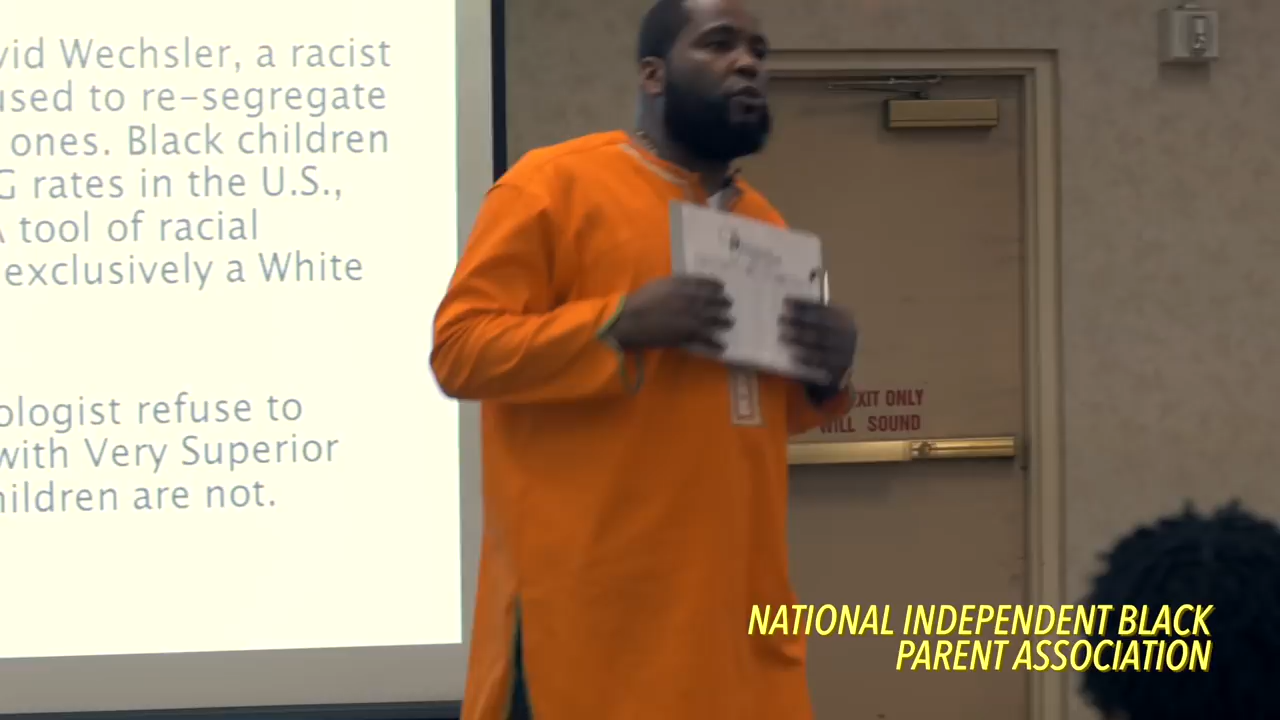 vid Wechsler, a racist
used to re-segregate
ones. Black children
G rates in the U.S.,
tool of racial
exclusively a White
ologist refuse to
with Very Superior
hildren are not.
EXIT ONLY
WILL SOUND
NATIONAL INDEPENDENT BLACK
PARENT ASSOCIATION